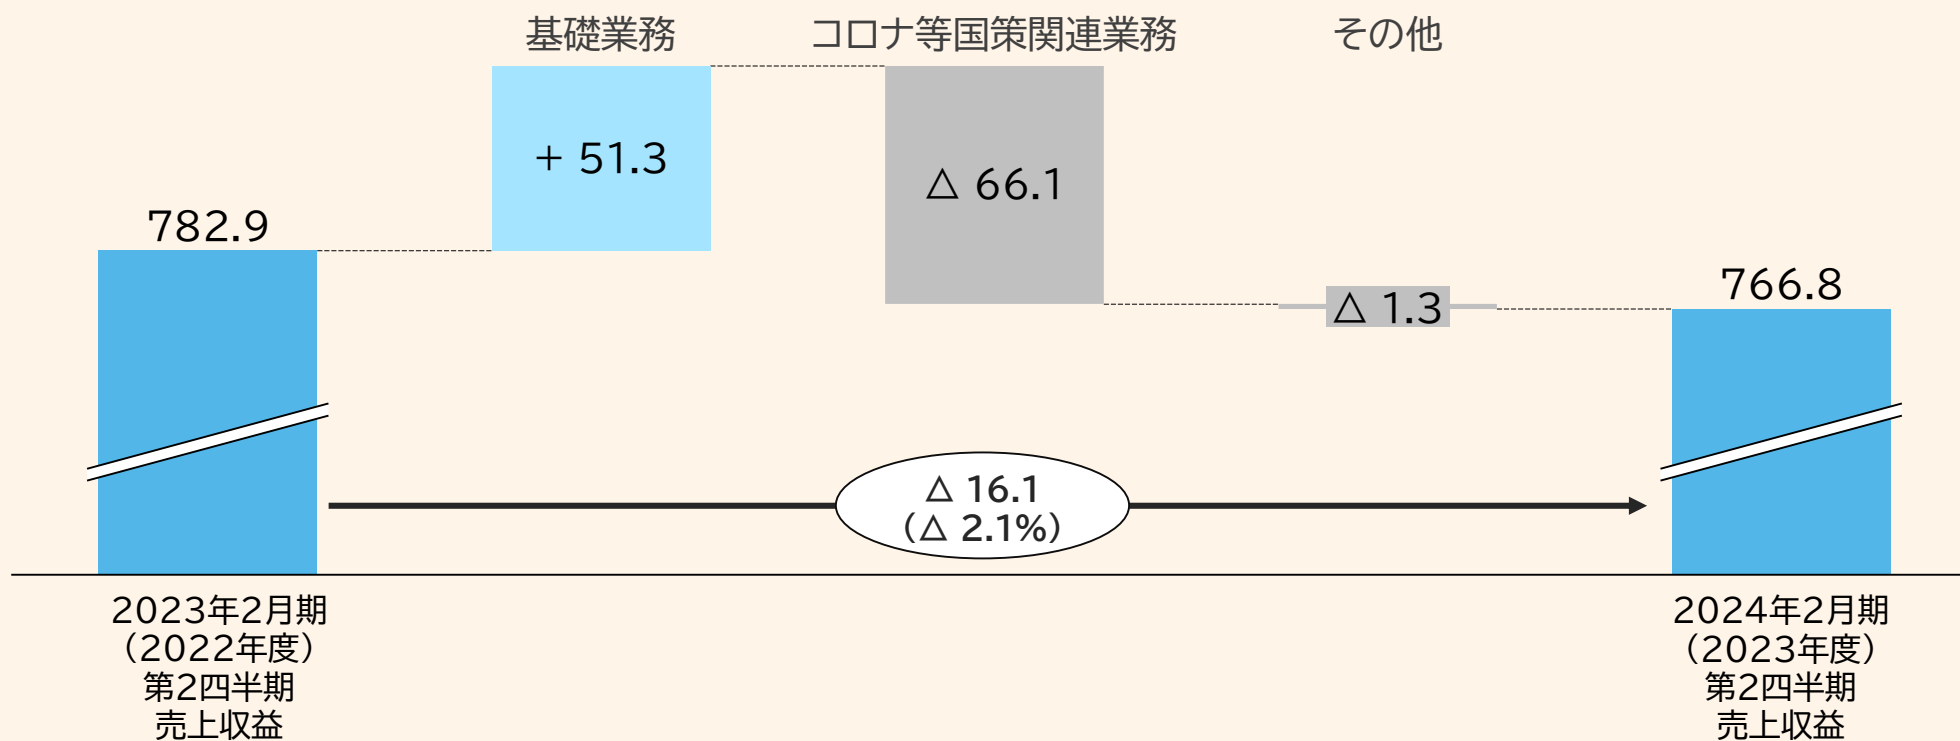 基礎業務
コロナ等国策関連業務
その他
+ 51.3
△ 66.1
782.9
△ 1.3
766.8
△ 16.1
(△ 2.1%)
2023年2月期
（2022年度）
第2四半期
売上収益
2024年2月期
（2023年度）
第2四半期
売上収益